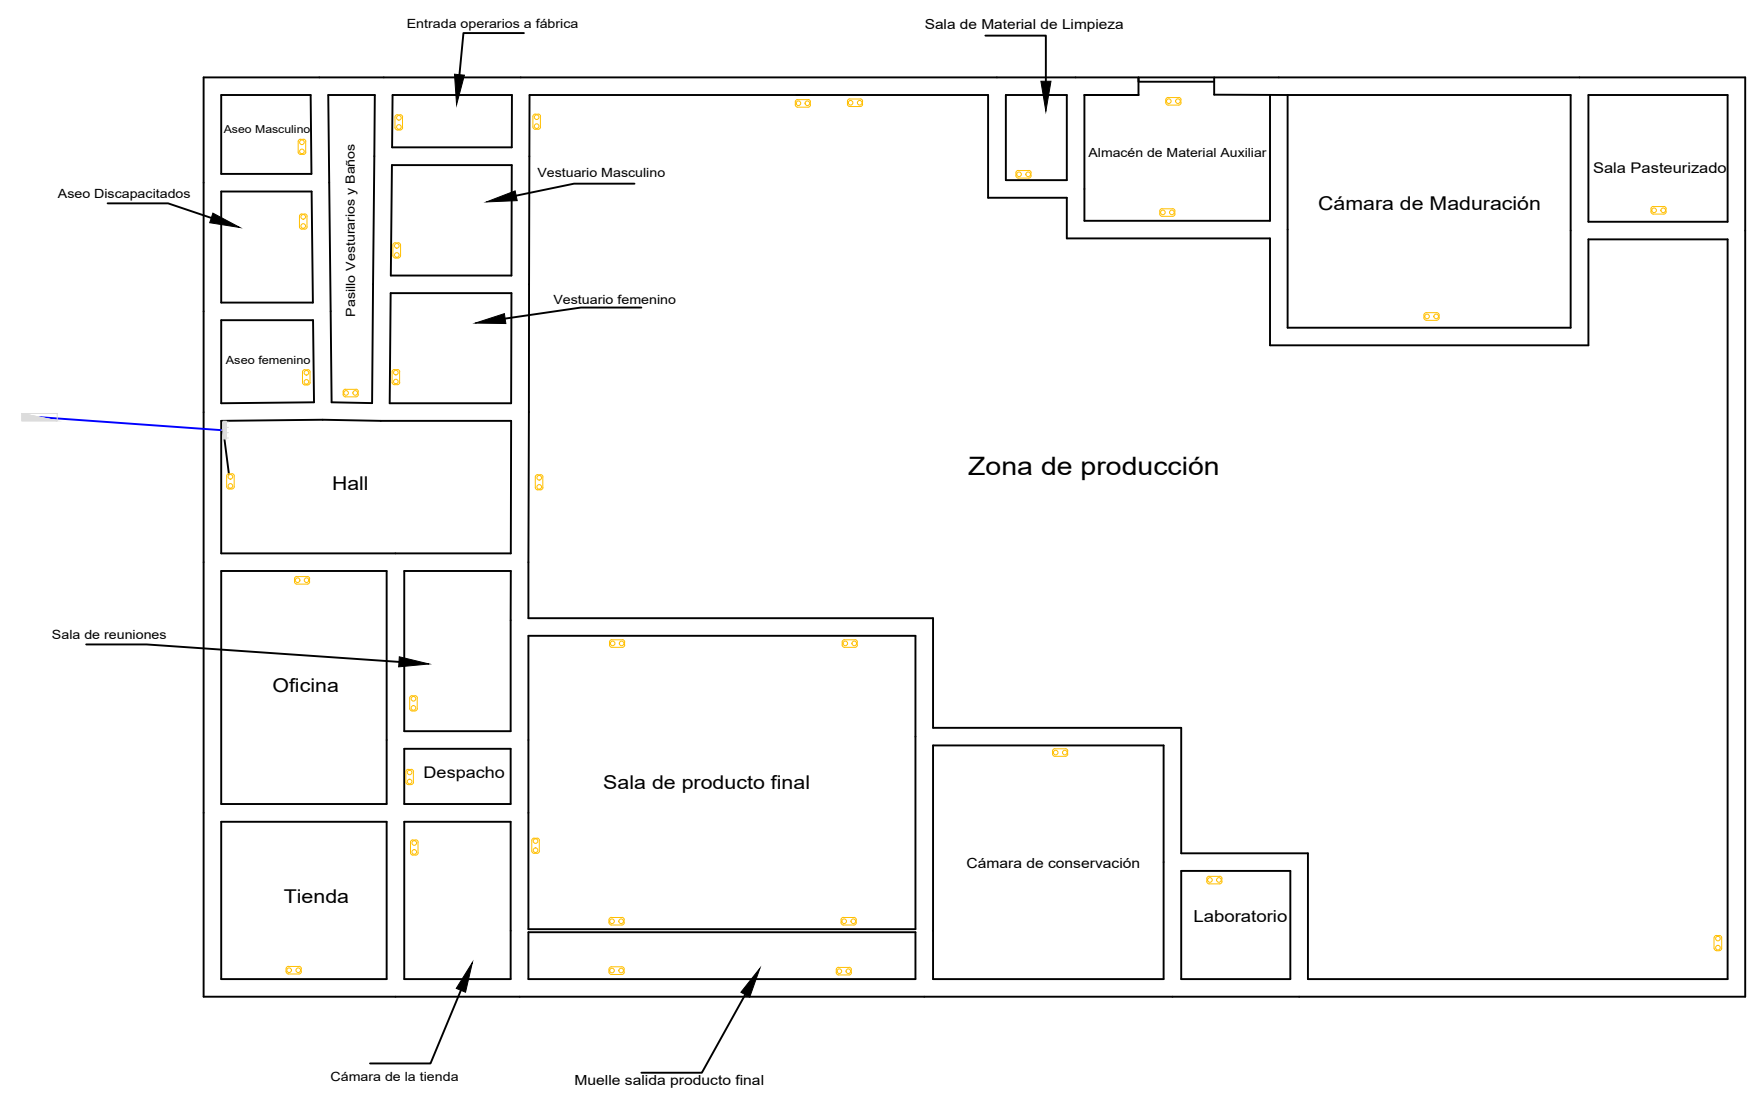 Entrada operarios a fábrica
Sala de Material de Limpieza
Aseo Masculino
Pasillo Vesturarios y Baños
Almacén de Material Auxiliar
Sala Pasteurizado
Vestuario Masculino
Aseo Discapacitados
Cámara de Maduración
Vestuario femenino
Aseo femenino
Zona de producción
Hall
Sala de reuniones
Oficina
Despacho
Sala de producto final
Cámara de conservación
Tienda
Laboratorio
Cámara de la tienda
Muelle salida producto final